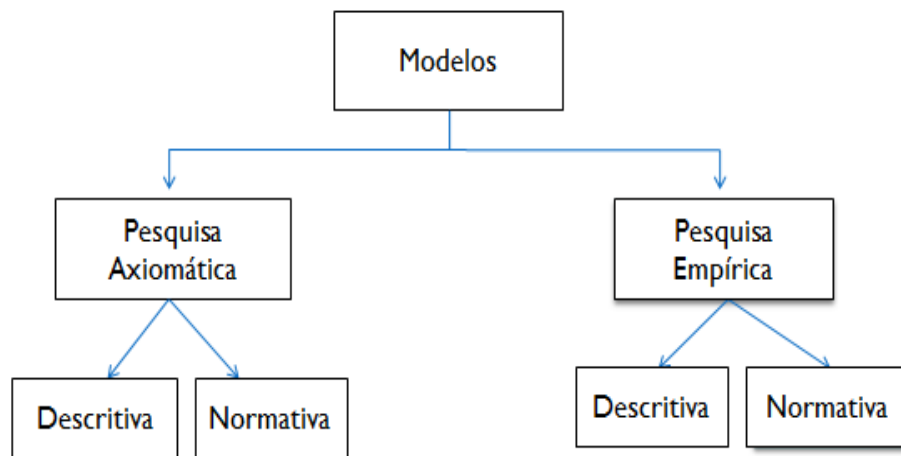 Modelos
Pesquisa
Axiomática
Pesquisa
Empírica
Descritiva
Normativa
Descritiva
Normativa